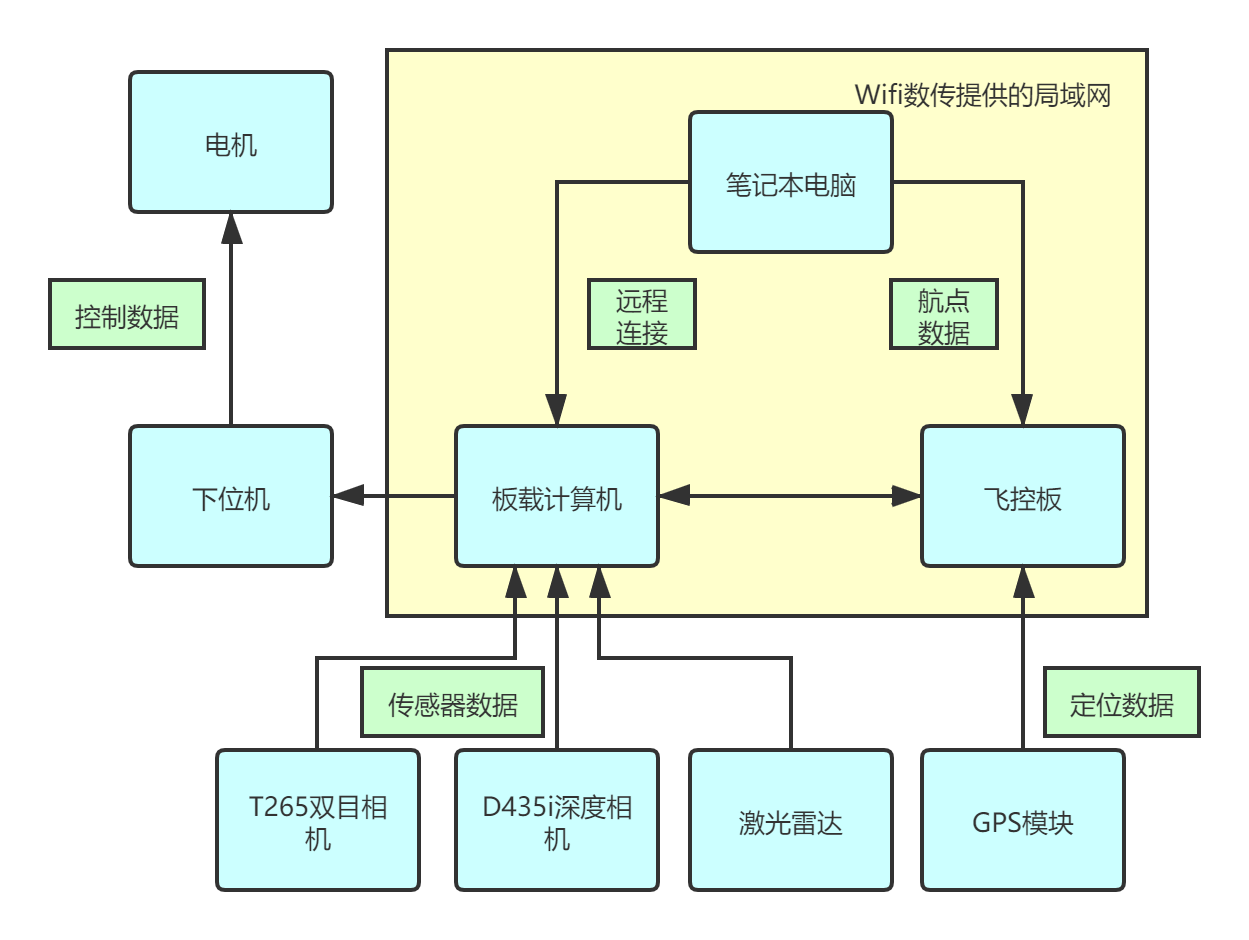 Wifi数传提供的局域网
电机
笔记本电脑
控制数据
远程
连接
航点
数据
下位机
板载计算机
飞控板
传感器数据
定位数据
T265双目相
机
D435i深度相
机
激光雷达
GPS模块